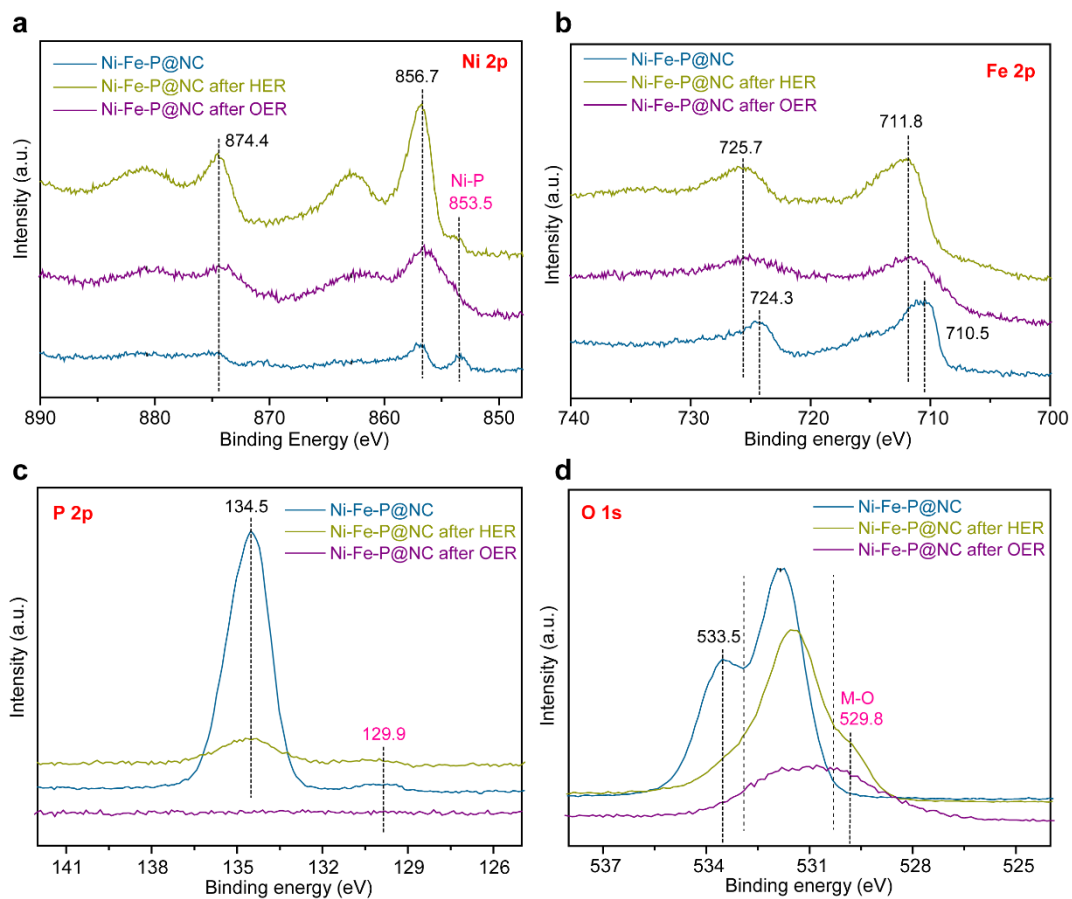 a
Ni 2p
Ni-Fe-P@NC
Ni-Fe-P@NC after HER
Ni-Fe-P@NC after OER
856.7
874.4
Ni-P
853.5
Intensity (a.u.)
890 880 870 860 850
Binding Energy (eV)
b
Fe 2p
Ni-Fe-P@NC
Ni-Fe-P@NC after HER
Ni-Fe-P@NC after OER
711.8
725.7
724.3
710.5
Intensity (a.u.)
740 730 720 710 700
Binding energy (eV)
c
P 2p
134.5
Ni-Fe-P@NC
Ni-Fe-P@NC after HER
Ni-Fe-P@NC after OER
129.9
Intensity (a.u.)
141 138 135 132 129 126
Binding energy (eV)
d
O 1s
Ni-Fe-P@NC
Ni-Fe-P@NC after HER
Ni-Fe-P@NC after OER
533.5
M-O
529.8
Intensity (a.u.)
537 534 531 528 525
Binding energy (eV)